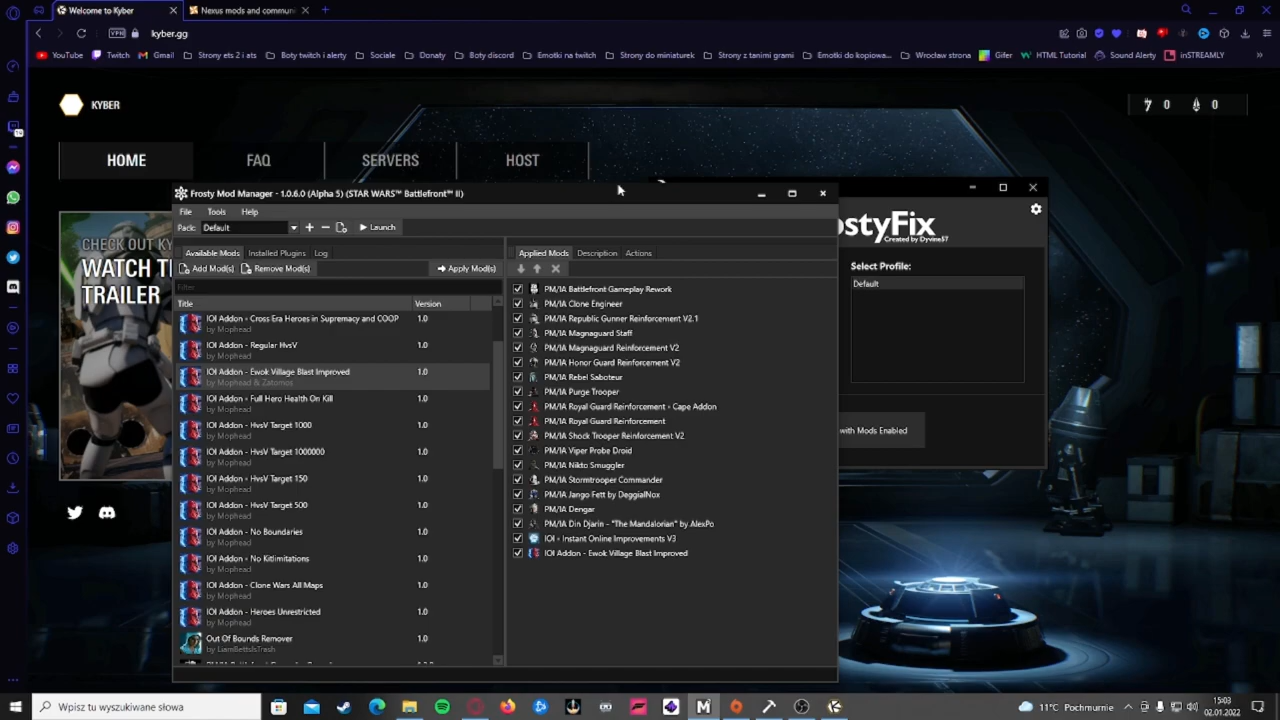 Welcome to Kyber
Nexus mods and commun
kyber.gg
VPN
YouTube
Twitch
Gmail
Strony ets 2 i ats
Boty twitch i alerty
Sociale
Donaty
Boty discord
Emotki na twitch
Strony do miniaturek
Strony z tanimi grami
Emotki do kopiowa...
Wrocław strona
Gifer
HTML Tutorial
Sound Alerty
inSTREAMLY
KYBER
0
0
HOME
FAQ
SERVERS
HOST
CHECK OUT KY
WATCH T
TRAILER
Frosty Mod Manager - 1.0.6.0 (Alpha 5) (STAR WARS™ Battlefront™ II)
File
Tools
Help
Pack:
Default
Launch
Available Mods
Installed Plugins
Log
Add Mod(s)
Remove Mod(s)
Apply Mod(s)
Filter
Title
Version
IOI Addon - Cross Era Heroes in Supremacy and COOP
1.0
by Mophead
IOI Addon - Regular HvsV
1.0
by Mophead
IOI Addon - Ewok Village Blast Improved
1.0
by Mophead & Zatomos
IOI Addon - Full Hero Health On Kill
1.0
by Mophead
IOI Addon - HvsV Target 1000
1.0
by Mophead
IOI Addon - HvsV Target 1000000
1.0
by Mophead
IOI Addon - HvsV Target 150
1.0
by Mophead
IOI Addon - HvsV Target 500
1.0
by Mophead
IOI Addon - No Boundaries
1.0
by Mophead
IOI Addon - No Kitlimitations
1.0
by Mophead
IOI Addon - Clone Wars All Maps
1.0
by Mophead
IOI Addon - Heroes Unrestricted
1.0
by Mophead
Out Of Bounds Remover
1.0
by LiamBettsIsTrash
Applied Mods
Description
Actions
PM/IA Battlefront Gameplay Rework
PM/IA Clone Engineer
PM/IA Republic Gunner Reinforcement V2.1
PM/IA Magnaguard Staff
PM/IA Magnaguard Reinforcement V2
PM/IA Honor Guard Reinforcement V2
PM/IA Rebel Saboteur
PM/IA Purge Trooper
PM/IA Royal Guard Reinforcement - Cape Addon
PM/IA Royal Guard Reinforcement
PM/IA Shock Trooper Reinforcement V2
PM/IA Viper Probe Droid
PM/IA Nikto Smuggler
PM/IA Stormtrooper Commander
PM/IA Jango Fett by DeggialNox
PM/IA Dengar
PM/IA Din Djarin - "The Mandalorian" by AlexPo
IOI - Instant Online Improvements V3
IOI Addon - Ewok Village Blast Improved
ostyFix
Created by Dyvine57
Select Profile:
Default
with Mods Enabled
Wpisz tu wyszukiwane słowa
11°C Pochmurnie
15:03
02.01.2022